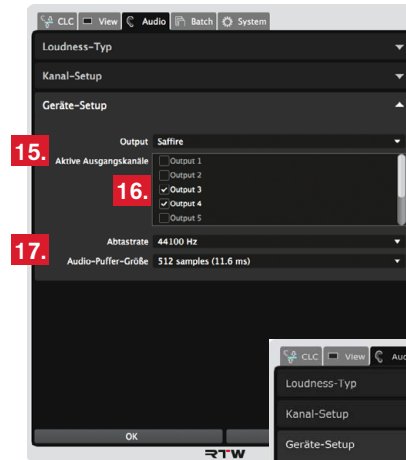 CLC View Audio Batch System
Loudness-Typ
Kanal-Setup
Geräte-Setup
15. Output Saffire
Aktive Ausgangskanäle Output 1
Output 2
16. Output 3
Output 4
Output 5
17. Abtastrate 44100 Hz
Audio-Puffer-Größe 512 samples (11.6 ms)
OK
RTW
CLC View Aud
Loudness-Typ
Kanal-Setup
Geräte-Setup